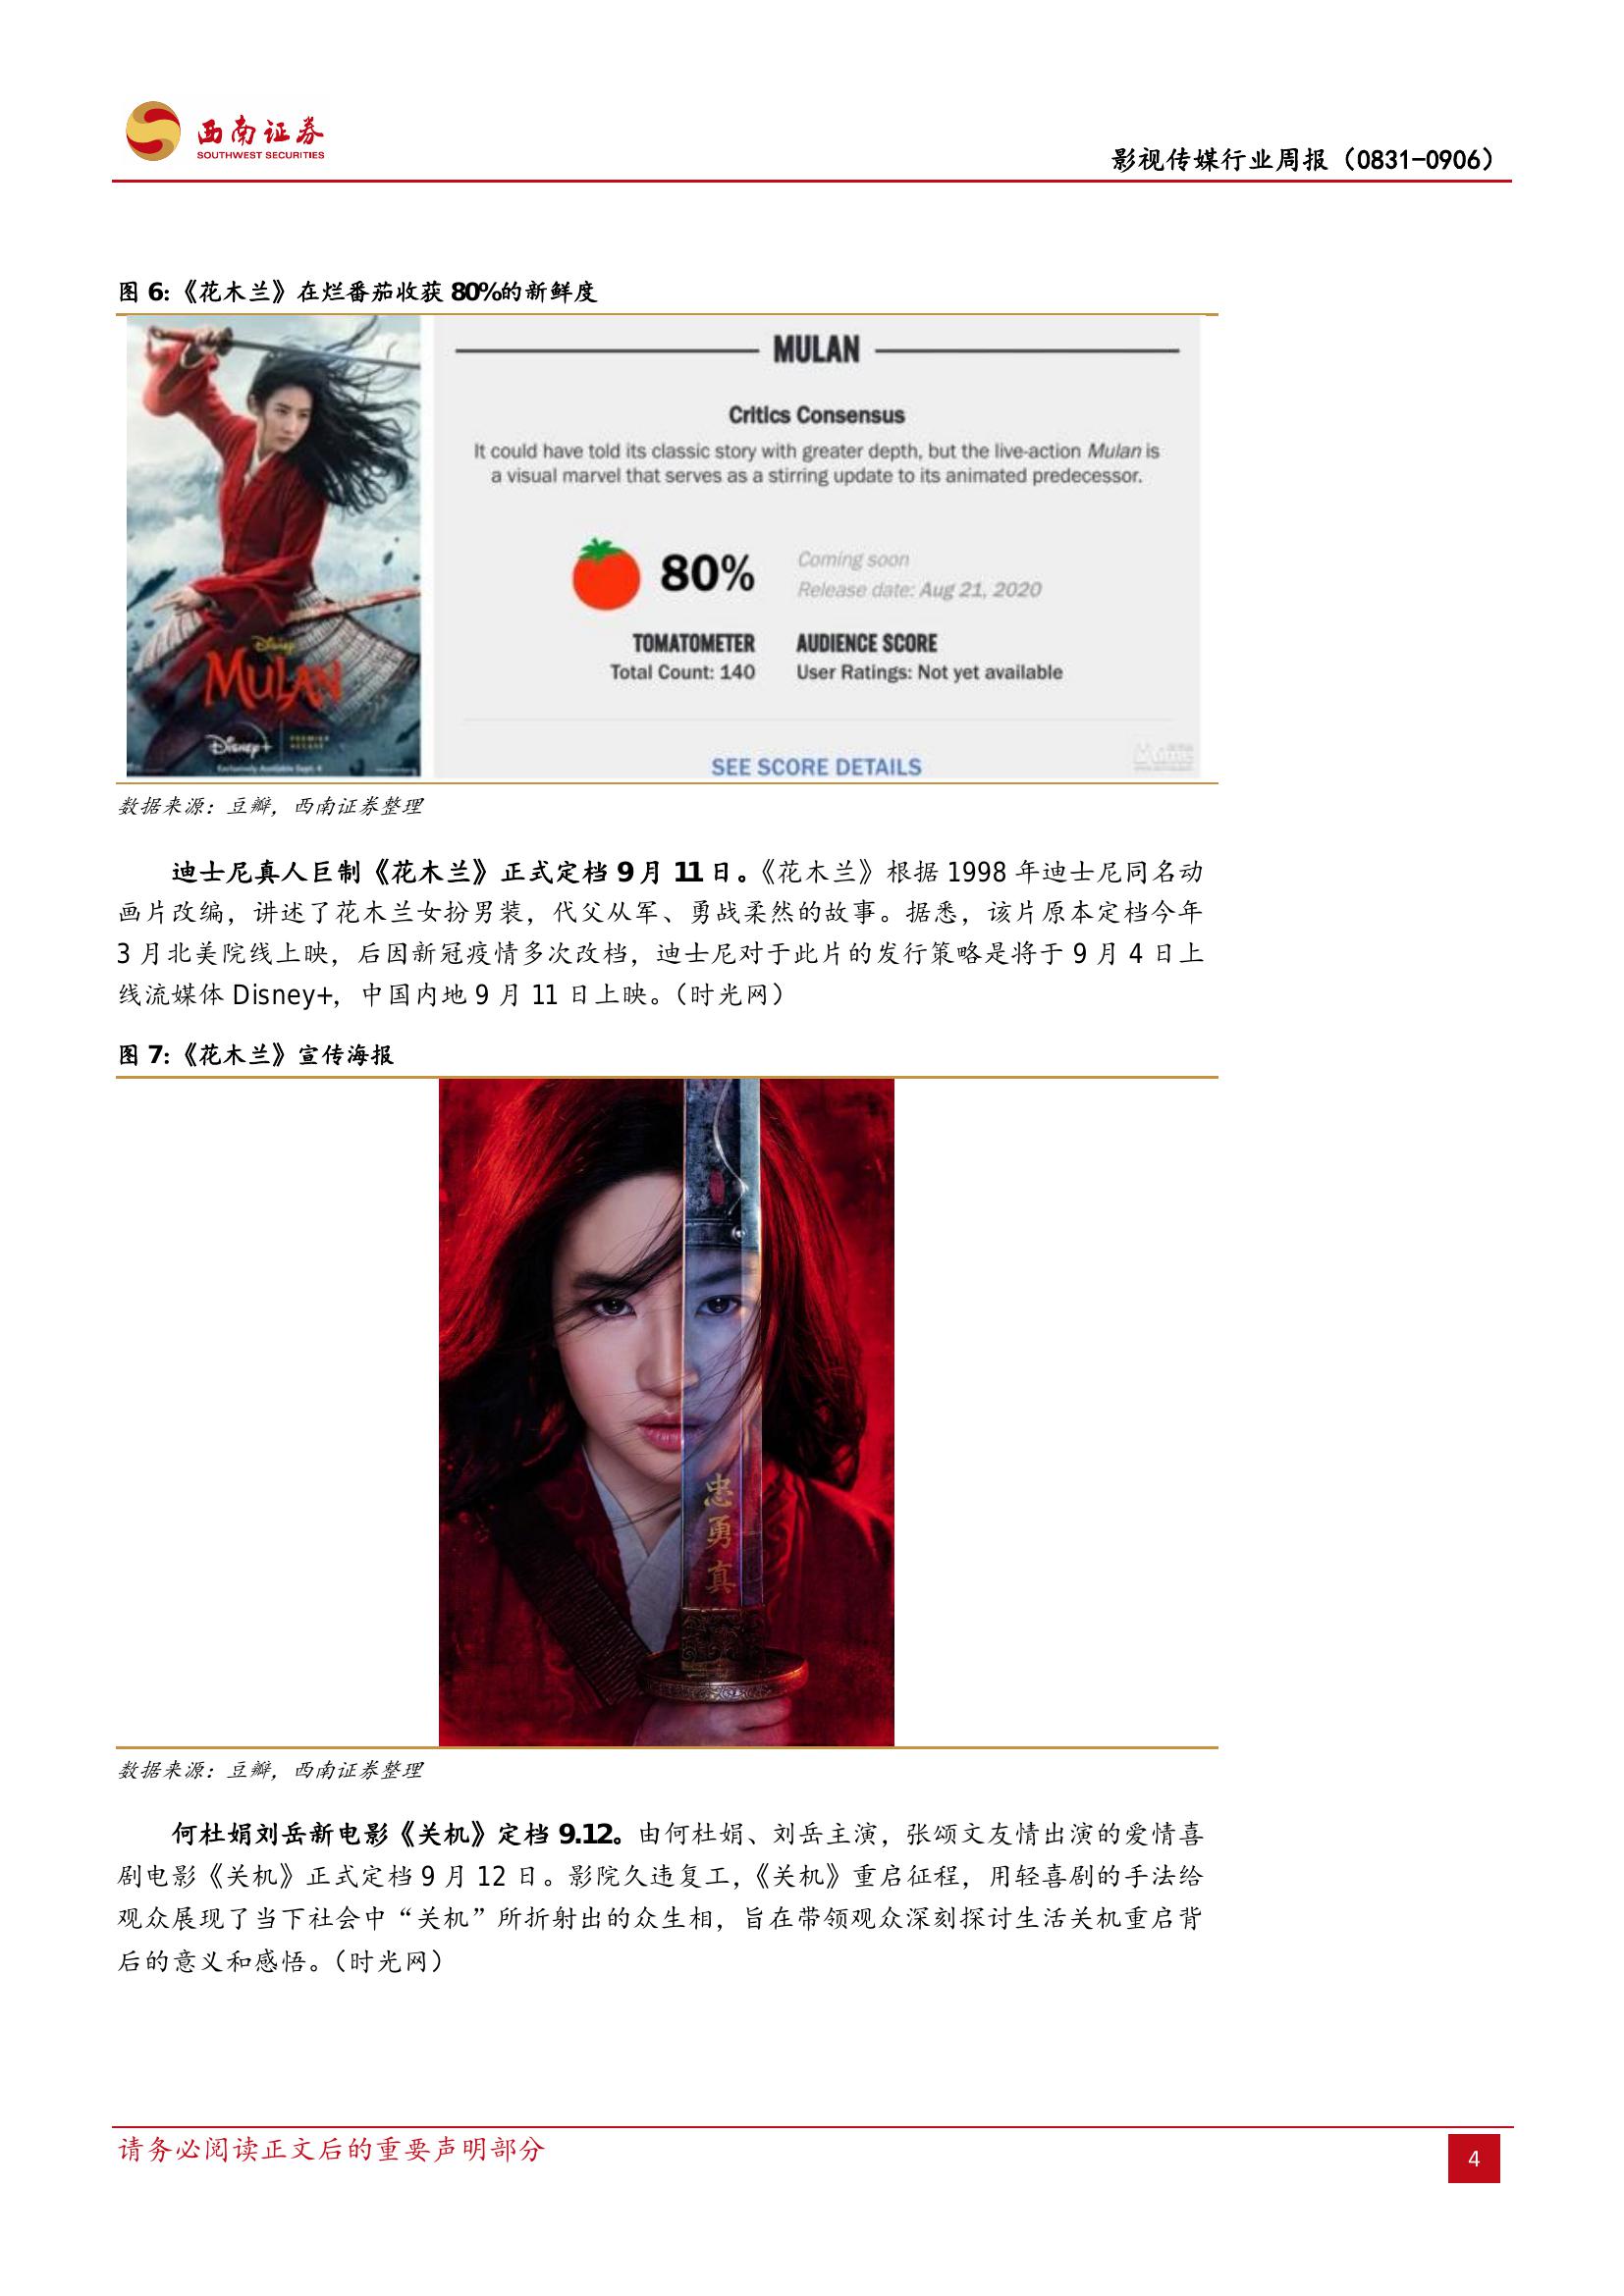 西南证券
SOUTHWEST SECURITIES
影视传媒行业周报（0831-0906）
图 6:《花木兰》在烂番茄收获 80%的新鲜度
MULAN
Critics Consensus
It could have told its classic story with greater depth, but the live-action Mulan is
a visual marvel that serves as a stirring update to its animated predecessor.
80%
Coming soon
Release date: Aug 21, 2020
TOMATOMETER
AUDIENCE SCORE
Total Count: 140
User Ratings: Not yet available
SEE SCORE DETAILS
Disney
MULAN
Disney+
PREMIER
ACCESS
Exclusively Available Sept. 4
数据来源：豆瓣，西南证券整理
迪士尼真人巨制《花木兰》正式定档 9 月 11 日。《花木兰》根据 1998 年迪士尼同名动
画片改编，讲述了花木兰女扮男装，代父从军、勇战柔然的故事。据悉，该片原本定档今年
3 月北美院线上映，后因新冠疫情多次改档，迪士尼对于此片的发行策略是将于 9 月 4 日上
线流媒体 Disney+，中国内地 9 月 11 日上映。（时光网）
图 7:《花木兰》宣传海报
忠
勇
真
数据来源：豆瓣，西南证券整理
何杜娟刘岳新电影《关机》定档 9.12。由何杜娟、刘岳主演，张颂文友情出演的爱情喜
剧电影《关机》正式定档 9 月 12 日。影院久违复工，《关机》重启征程，用轻喜剧的手法给
观众展现了当下社会中“关机”所折射出的众生相，旨在带领观众深刻探讨生活关机重启背
后的意义和感悟。（时光网）
请务必阅读正文后的重要声明部分
4